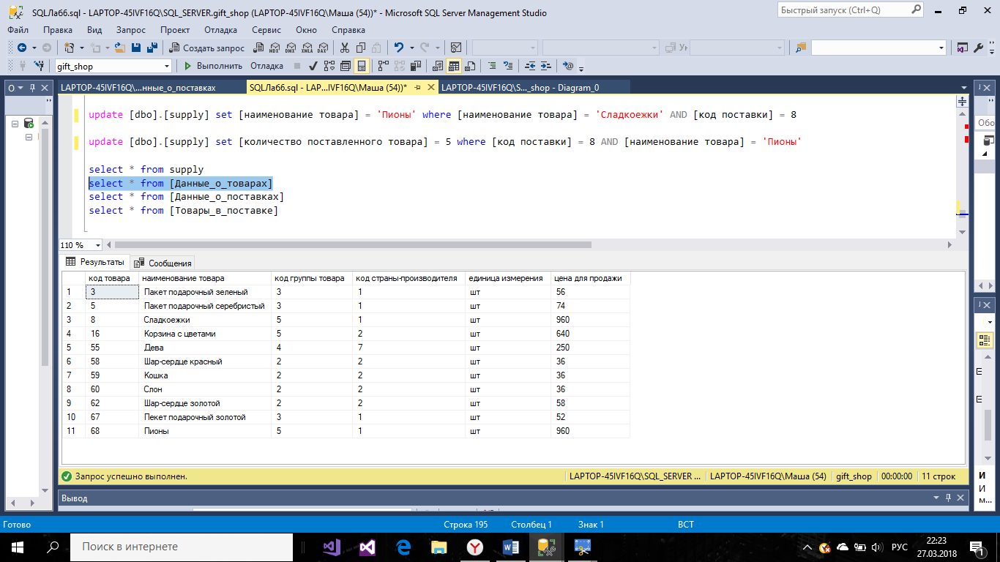 SQLЛаб6.sql - LAPTOP-45IVF16Q\SQL_SERVER.gift_shop (LAPTOP-45IVF16Q\Маша (54))* - Microsoft SQL Server Management Studio
Быстрый запуск (Ctrl+Q)
Файл Правка Вид Запрос Проект Отладка Сервис Окно Справка
Создать запрос MDX DMX XMLA DAX
gift_shop Выполнить Отладка
О LAPTOP-45IVF16Q\...нные_о_поставках SQLЛаб6.sql - LAP...IVF16Q\Маша (54))* LAPTOP-45IVF16Q\S..._shop - Diagram_0
update [dbo].[supply] set [наименование товара] = 'Пионы' where [наименование товара] = 'Сладкоежки' AND [код поставки] = 8
Обо
update [dbo].[supply] set [количество поставленного товара] = 5 where [код поставки] = 8 AND [наименование товара] = 'Пионы'
select * from supply
select * from [Данные_о_товарах]
select * from [Данные_о_поставках]
select * from [Товары_в_поставке]
110 %
Результаты Сообщения
код товара наименование товара код группы товара код страны-производителя единица измерения цена для продажи
1 3 Пакет подарочный зеленый 3 1 шт 56
2 5 Пакет подарочный серебристый 3 1 шт 74
3 8 Сладкоежки 5 1 шт 960
4 16 Корзина с цветами 5 2 шт 640
5 55 Дева 4 7 шт 250
6 58 Шар-сердце красный 2 2 шт 36
7 59 Кошка 2 2 шт 36
8 60 Слон 2 2 шт 36
9 62 Шар-сердце золотой 2 2 шт 58
10 67 Пекет подарочный золотой 3 1 шт 52
11 68 Пионы 5 1 шт 960
Запрос успешно выполнен. LAPTOP-45IVF16Q\SQL_SERVER ... LAPTOP-45IVF16Q\Маша (54) gift_shop 00:00:00 11 строк
И
И
м...
Вывод
Готово Строка 195 Столбец 1 Знак 1 ВСТ
Поиск в интернете
РУС 22:23
27.03.2018 1